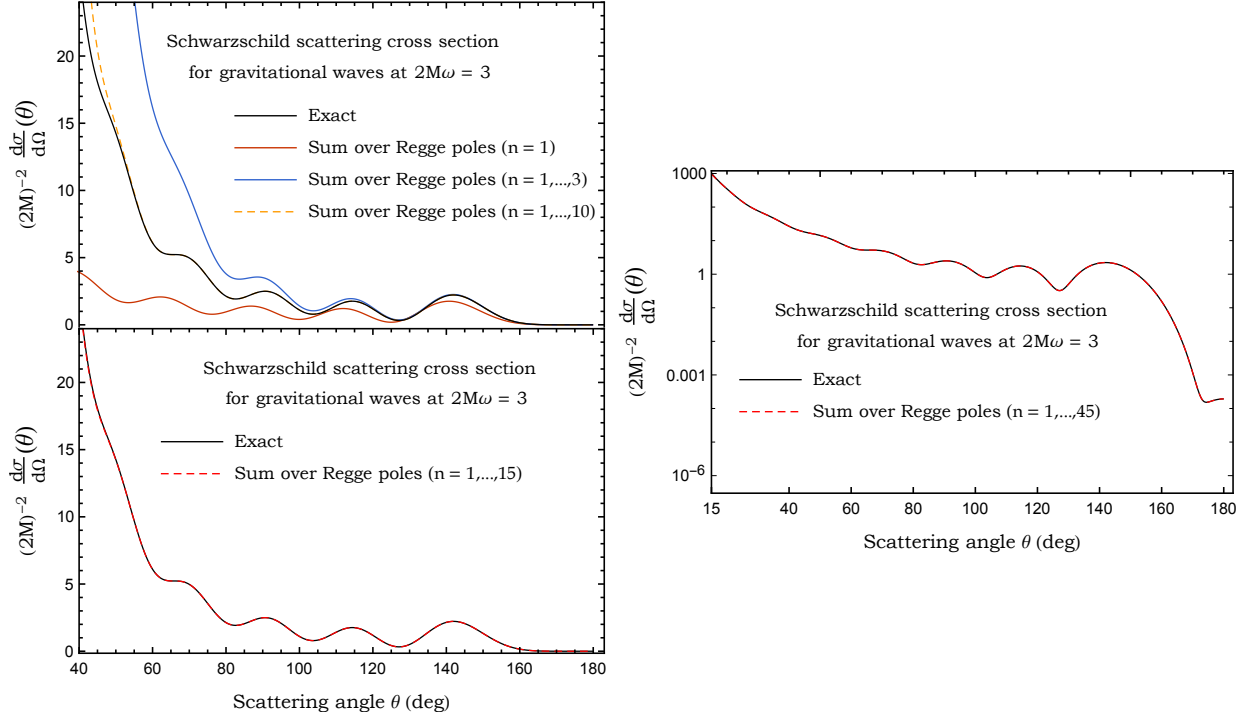 Schwarzschild scattering cross section
for gravitational waves at 2Mω = 3
Exact
Sum over Regge poles (n = 1)
Sum over Regge poles (n = 1,...,3)
Sum over Regge poles (n = 1,...,10)
(2M)⁻² dσ/dΩ(θ)
20
15
10
5
0
Schwarzschild scattering cross section
for gravitational waves at 2Mω = 3
Exact
Sum over Regge poles (n = 1,...,15)
(2M)⁻² dσ/dΩ(θ)
20
15
10
5
0
40 60 80 100 120 140 160 180
Scattering angle θ (deg)
1000
1
0.001
10⁻⁶
(2M)⁻² dσ/dΩ(θ)
Schwarzschild scattering cross section
for gravitational waves at 2Mω = 3
Exact
Sum over Regge poles (n = 1,...,45)
15 40 60 80 100 120 140 160 180
Scattering angle θ (deg)